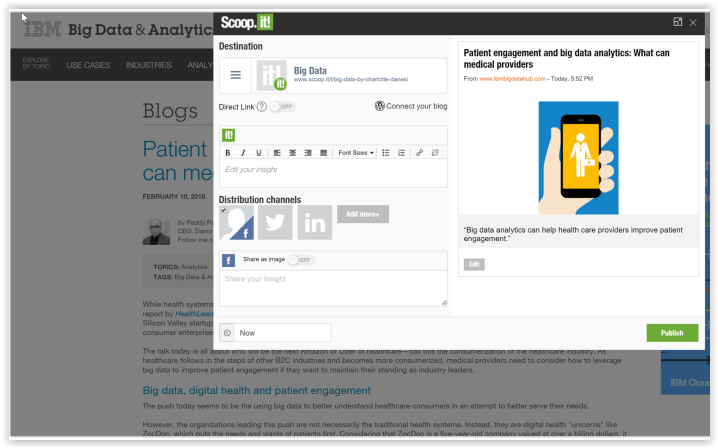 IBM Big Data & Analytic
EXPLORE BY TOPIC
USE CASES
INDUSTRIES
ANALY
Blogs
Patient
can me
FEBRUARY 10, 2016
by Paddy Pa
CEO, Damo
Follow me o
TOPICS: Analytics
TAGS: Big Data & An
While health systems
report by HealthLead
Silicon Valley startup
consumer enterprise
Scoop.it!
Destination
it!
it!
Big Data
www.scoop.it/t/big-data-by-charlotte-danesi
Direct Link ? OFF
Connect your blog
it!
B I U Font Sizes
Edit your insight
Distribution channels
f
in
Add more+
f Share as image OFF
Share your insight
Now
Patient engagement and big data analytics: What can
medical providers
From www.ibmbigdatahub.com - Today, 5:52 PM
"Big data analytics can help health care providers improve patient
engagement."
Edit
Publish
The talk today is all about who will be the next Amazon or Uber of healthcare—call this the consumerization of the healthcare industry. As
healthcare follows in the steps of other B2C industries and becomes more consumerized, medical providers need to consider how to leverage
big data to improve patient engagement if they want to maintain their standing as industry leaders.
Big data, digital health and patient engagement
The push today seems to be the using big data to better understand healthcare consumers in an attempt to better serve their needs.
However, the organizations leading this push are not necessarily the traditional health systems. Instead, they are digital health "unicorns" like
ZocDoc, which puts the needs and wants of patients first. Considering that ZocDoc is a five-year-old company valued at over a billion dollars, it
IBM Cloud